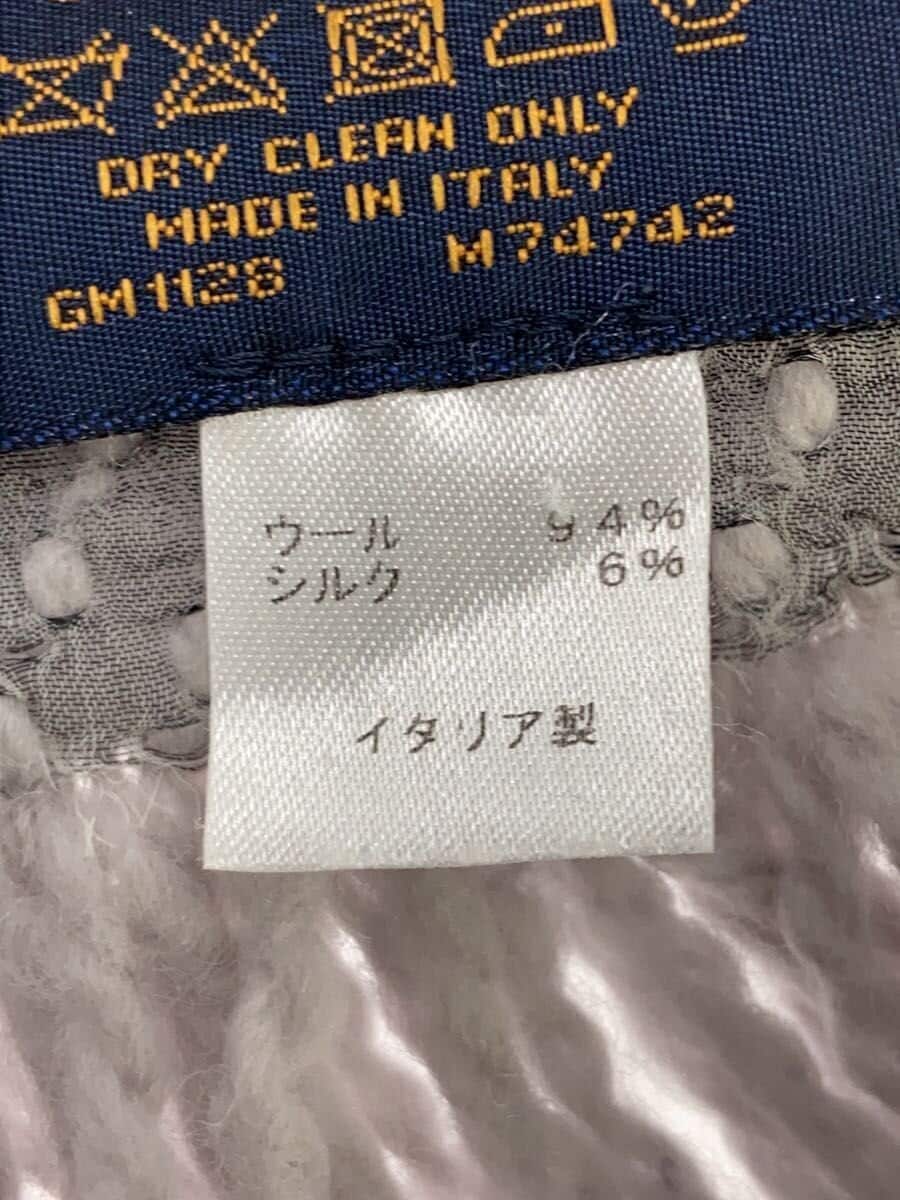 DRY CLEAN ONLY
MADE IN ITALY
GM1128 M74742
ウール 94%
シルク 6%
イタリア製